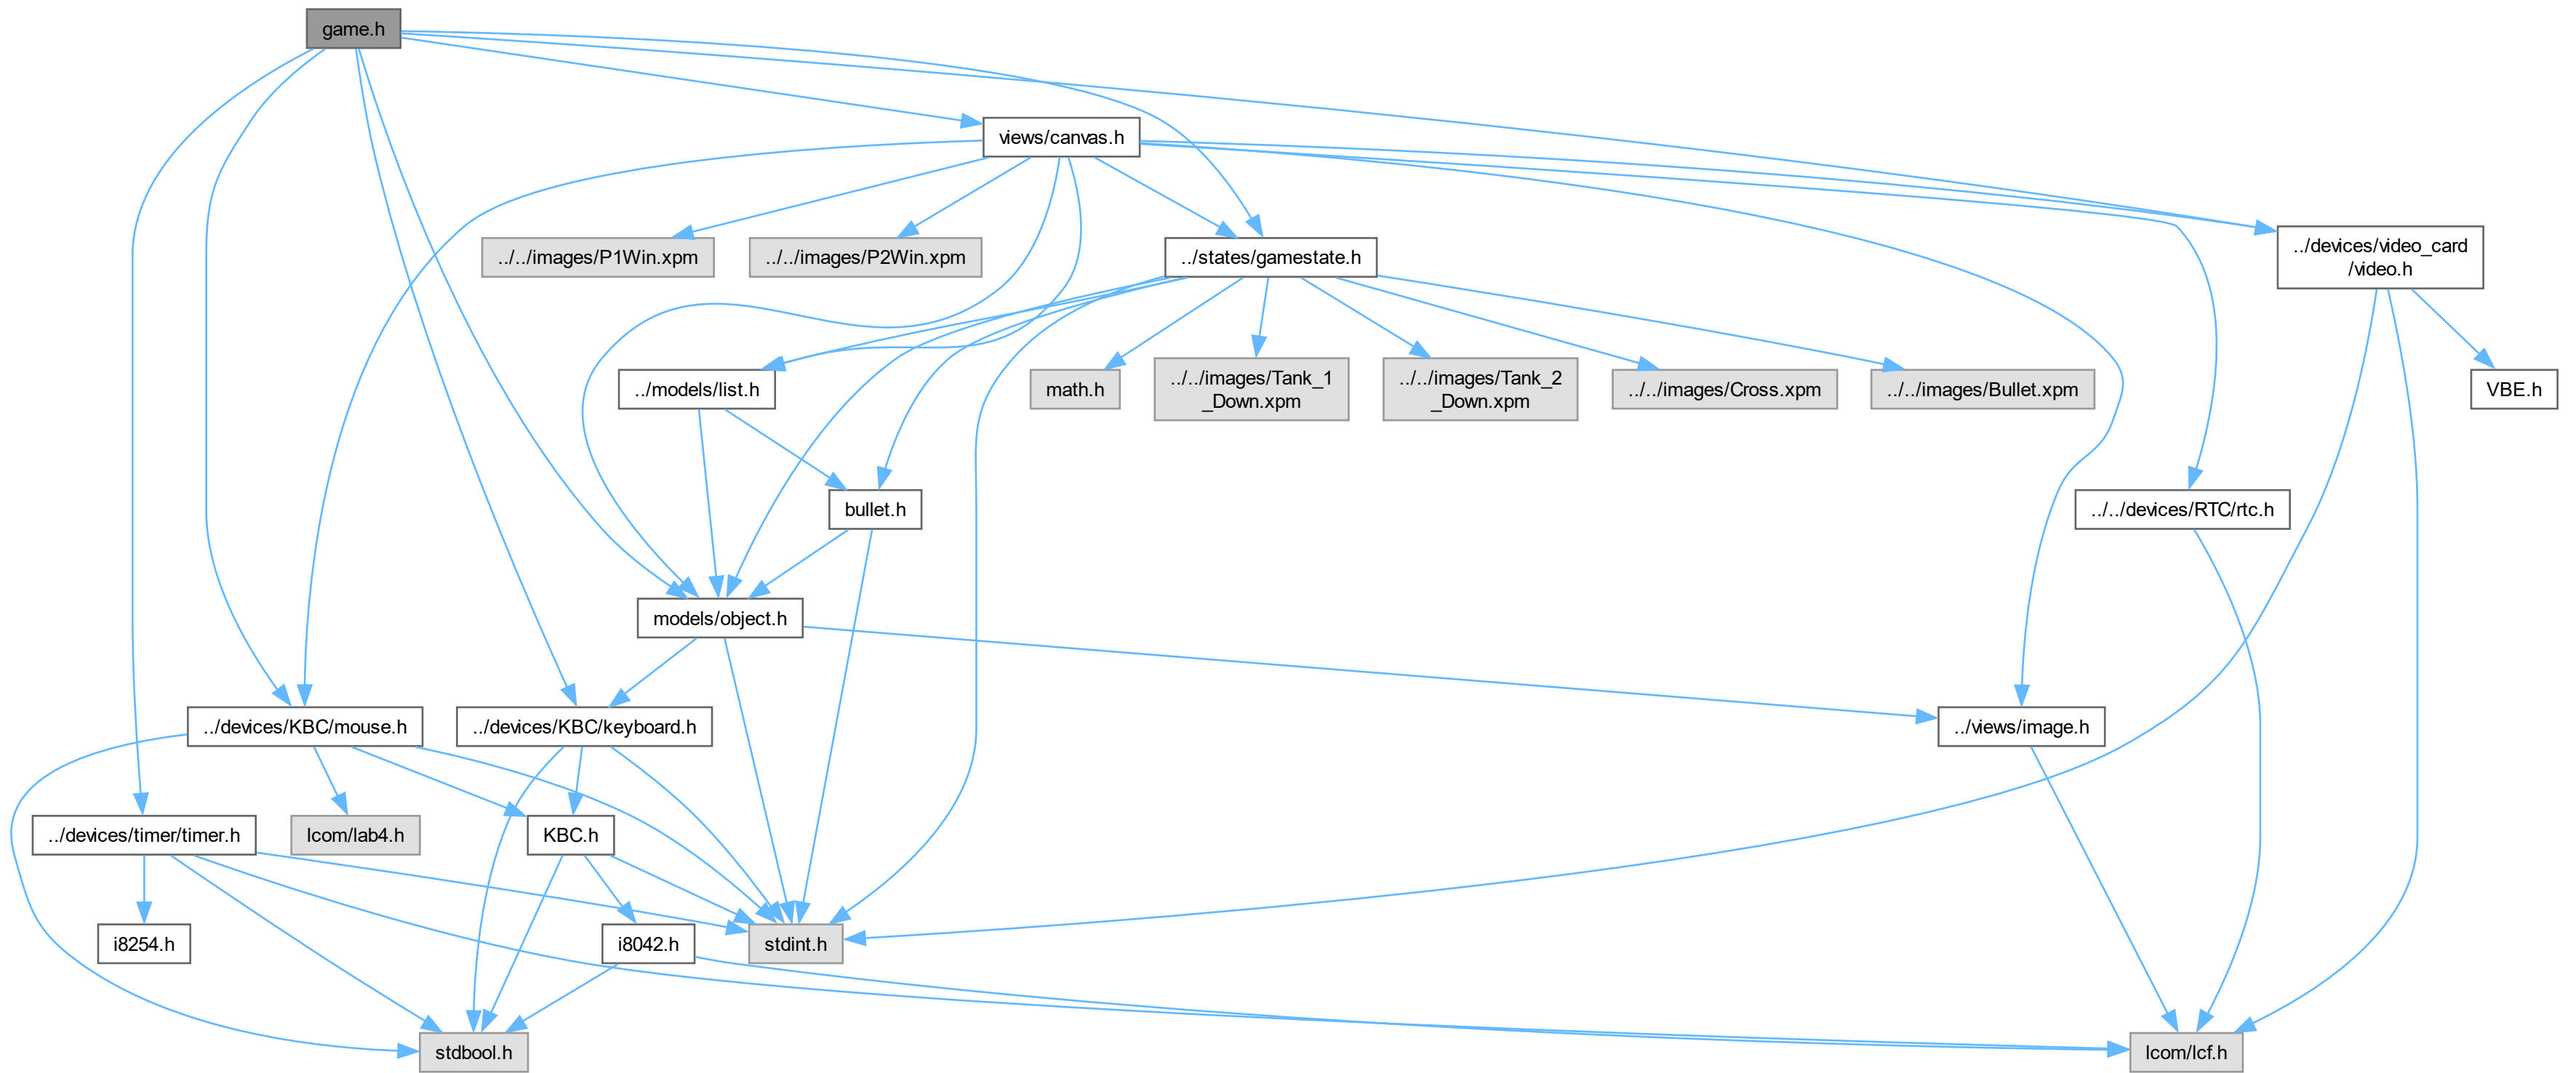 game.h
views/canvas.h
../../images/P1Win.xpm
../../images/P2Win.xpm
../states/gamestate.h
../devices/video_card
/video.h
../models/list.h
math.h
../../images/Tank_1
_Down.xpm
../../images/Tank_2
_Down.xpm
../../images/Cross.xpm
../../images/Bullet.xpm
VBE.h
bullet.h
../../devices/RTC/rtc.h
models/object.h
../devices/KBC/mouse.h
../devices/KBC/keyboard.h
../views/image.h
../devices/timer/timer.h
lcom/lab4.h
KBC.h
i8254.h
i8042.h
stdint.h
stdbool.h
lcom/lcf.h